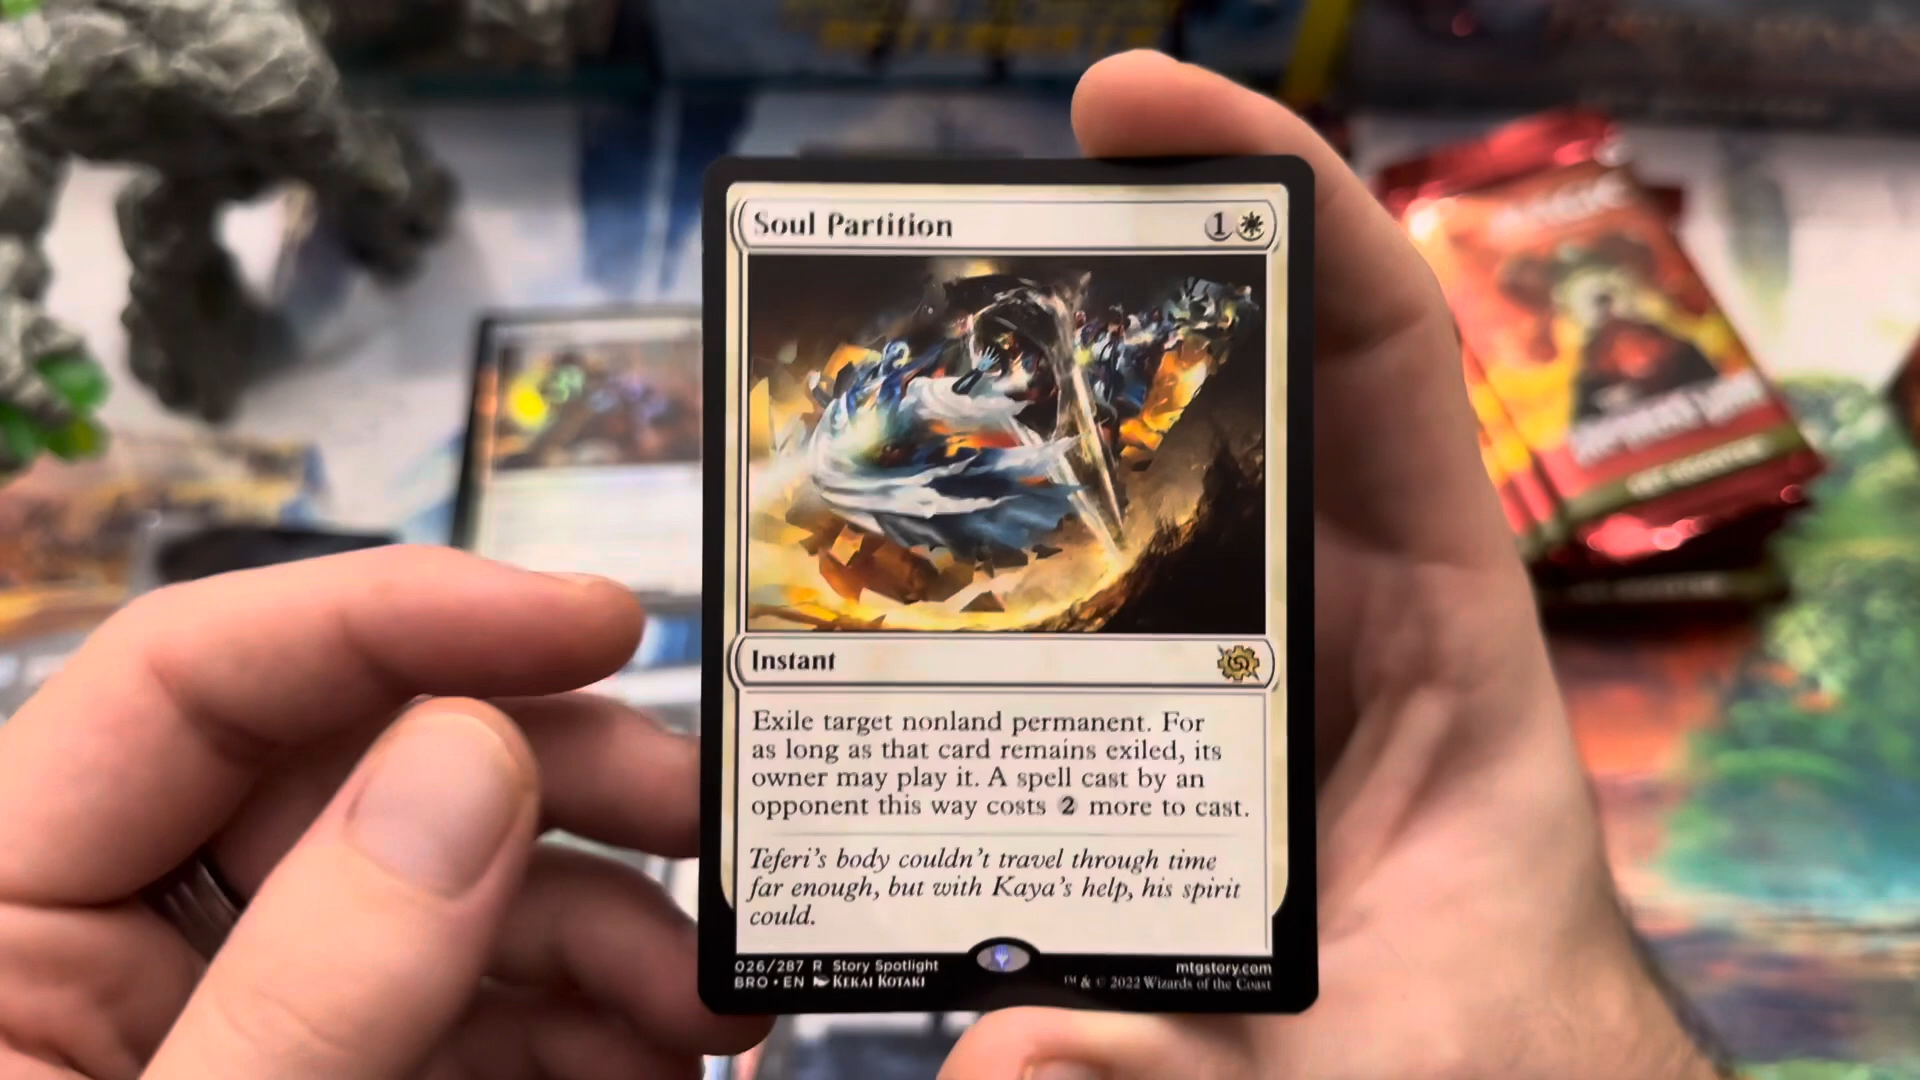 Soul Partition 1
Instant
Exile target nonland permanent. For
as long as that card remains exiled, its
owner may play it. A spell cast by an
opponent this way costs 2 more to cast.
Teferi's body couldn't travel through time
far enough, but with Kaya's help, his spirit
could.
026/287 R Story Spotlight
BRO • EN KEKAI KOTAKI
mtgstory.com
™ & © 2022 Wizards of the Coast